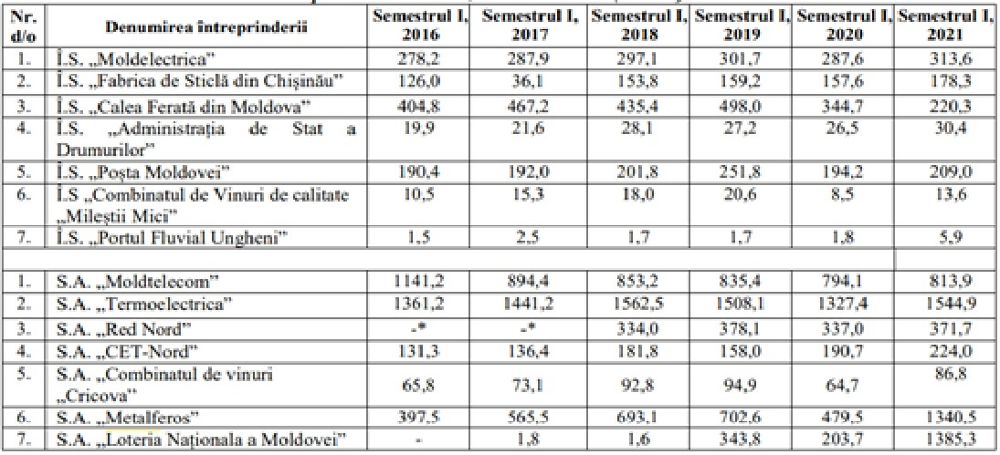 Nr. d/o Denumirea întreprinderii Semestrul I, 2016 Semestrul I, 2017 Semestrul I, 2018 Semestrul I, 2019 Semestrul I, 2020 Semestrul I, 2021
1. Î.S. „Moldelectrica” 278,2 287,9 297,1 301,7 287,6 313,6
2. Î.S. „Fabrica de Sticlă din Chișinău” 126,0 36,1 153,8 159,2 157,6 178,3
3. Î.S. „Calea Ferată din Moldova” 404,8 467,2 435,4 498,0 344,7 220,3
4. Î.S. „Administrația de Stat a 19,9 21,6 28,1 27,2 26,5 30,4
Drumurilor”
5. Î.S. „Poșta Moldovei” 190,4 192,0 201,8 251,8 194,2 209,0
6. Î.S „Combinatul de Vinuri de calitate 10,5 15,3 18,0 20,6 8,5 13,6
„Mileștii Mici”
7. Î.S. „Portul Fluvial Ungheni” 1,5 2,5 1,7 1,7 1,8 5,9
1. S.A. „Moldtelecom” 1141,2 894,4 853,2 835,4 794,1 813,9
2. S.A. „Termoelectrica” 1361,2 1441,2 1562,5 1508,1 1327,4 1544,9
3. S.A. „Red Nord” -* -* 334,0 378,1 337,0 371,7
4. S.A. „CET-Nord” 131,3 136,4 181,8 158,0 190,7 224,0
5. S.A. „Combinatul de vinuri 65,8 73,1 92,8 94,9 64,7 86,8
„Cricova”
6. S.A. „Metalferos” 397,5 565,5 693,1 702,6 479,5 1340,5
7. S.A. „Loteria Naționala a Moldovei” - 1,8 1,6 343,8 203,7 1385,3